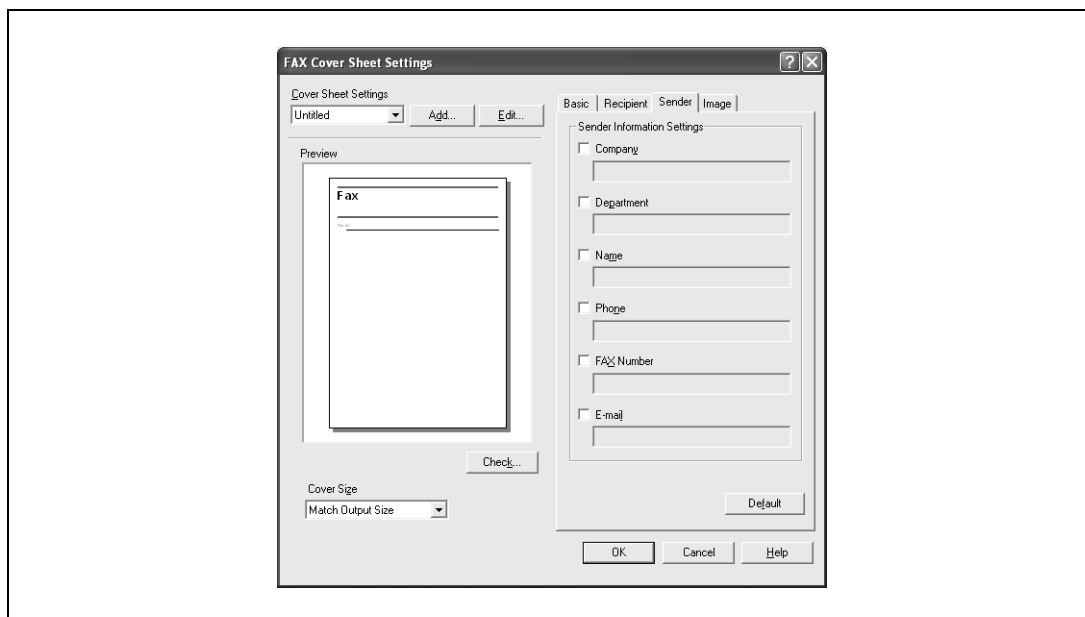 FAX Cover Sheet Settings
Cover Sheet Settings
Untitled
Add...
Edit...
Preview
Fax
Check...
Cover Size
Match Output Size
Basic
Recipient
Sender
Image
Sender Information Settings
Company
Department
Name
Phone
FAX Number
E-mail
Default
OK
Cancel
Help